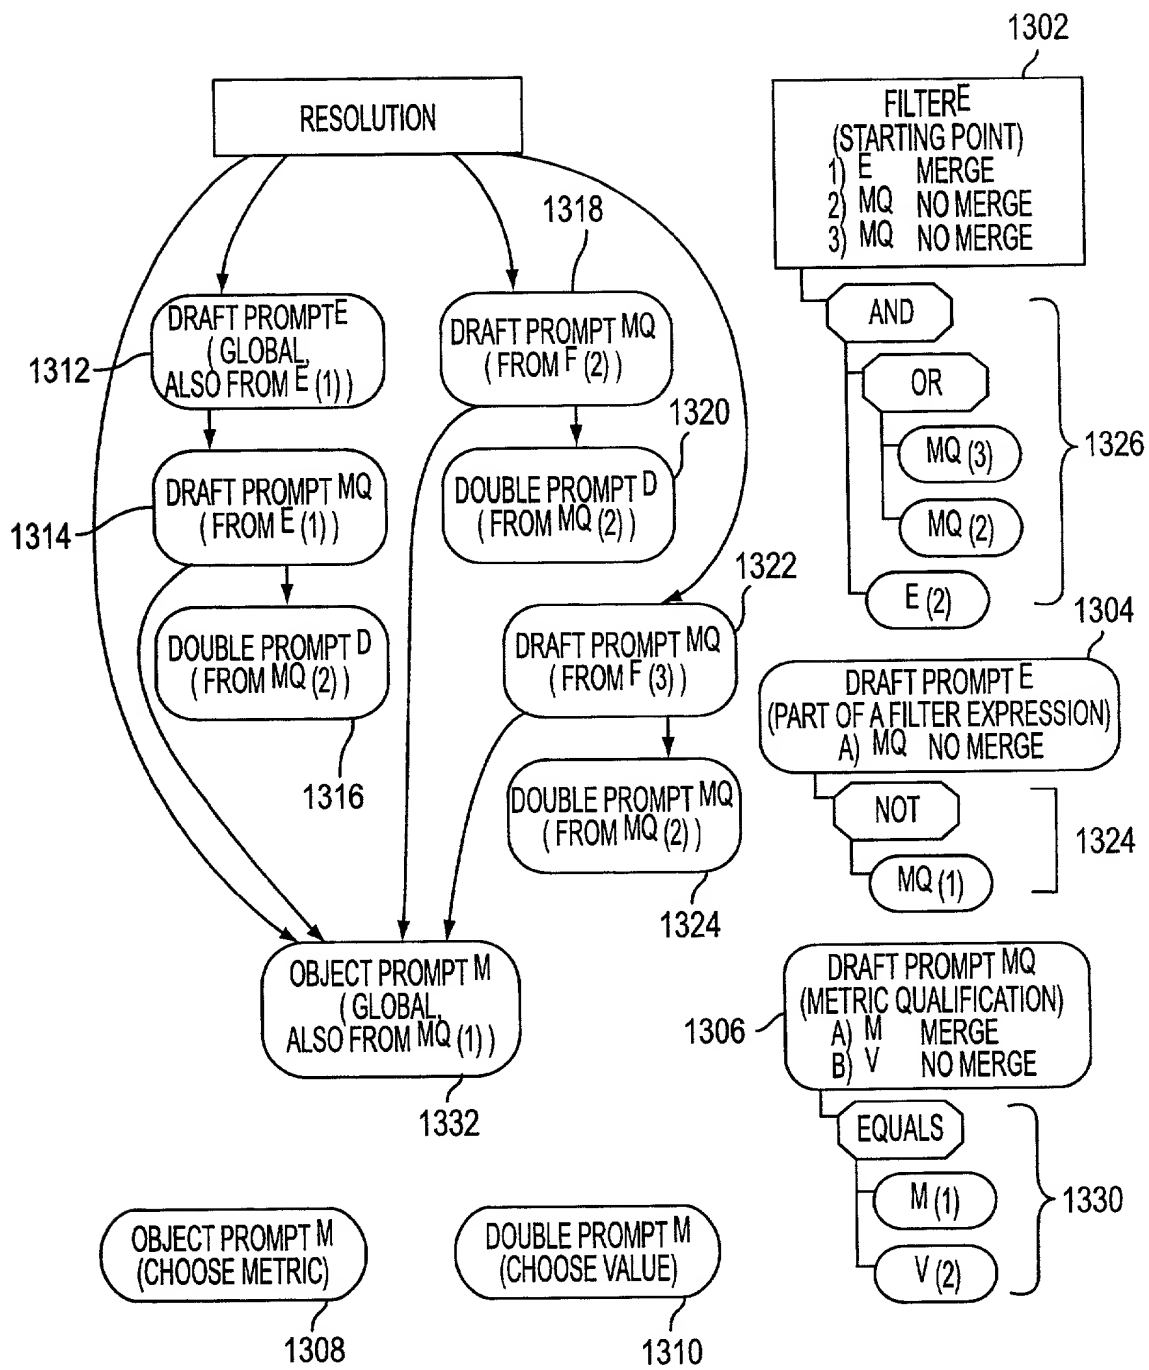 1302
RESOLUTION
FILTER E
(STARTING POINT)
1) E MERGE
2) MQ NO MERGE
3) MQ NO MERGE
1318
AND
DRAFT PROMPT E
( GLOBAL,
ALSO FROM E (1) )
1312
DRAFT PROMPT MQ
( FROM F (2) )
OR
1320
MQ (3)
1326
DRAFT PROMPT MQ
( FROM E (1) )
1314
DOUBLE PROMPT D
( FROM MQ (2) )
MQ (2)
1322
E (2)
1304
DOUBLE PROMPT D
( FROM MQ (2) )
1316
DRAFT PROMPT MQ
( FROM F (3) )
DRAFT PROMPT E
(PART OF A FILTER EXPRESSION)
A) MQ NO MERGE
DOUBLE PROMPT MQ
( FROM MQ (2) )
1324
NOT
1324
MQ (1)
OBJECT PROMPT M
( GLOBAL,
ALSO FROM MQ (1) )
1332
DRAFT PROMPT MQ
(METRIC QUALIFICATION)
A) M MERGE
B) V NO MERGE
1306
EQUALS
M (1)
1330
V (2)
OBJECT PROMPT M
(CHOOSE METRIC)
1308
DOUBLE PROMPT M
(CHOOSE VALUE)
1310